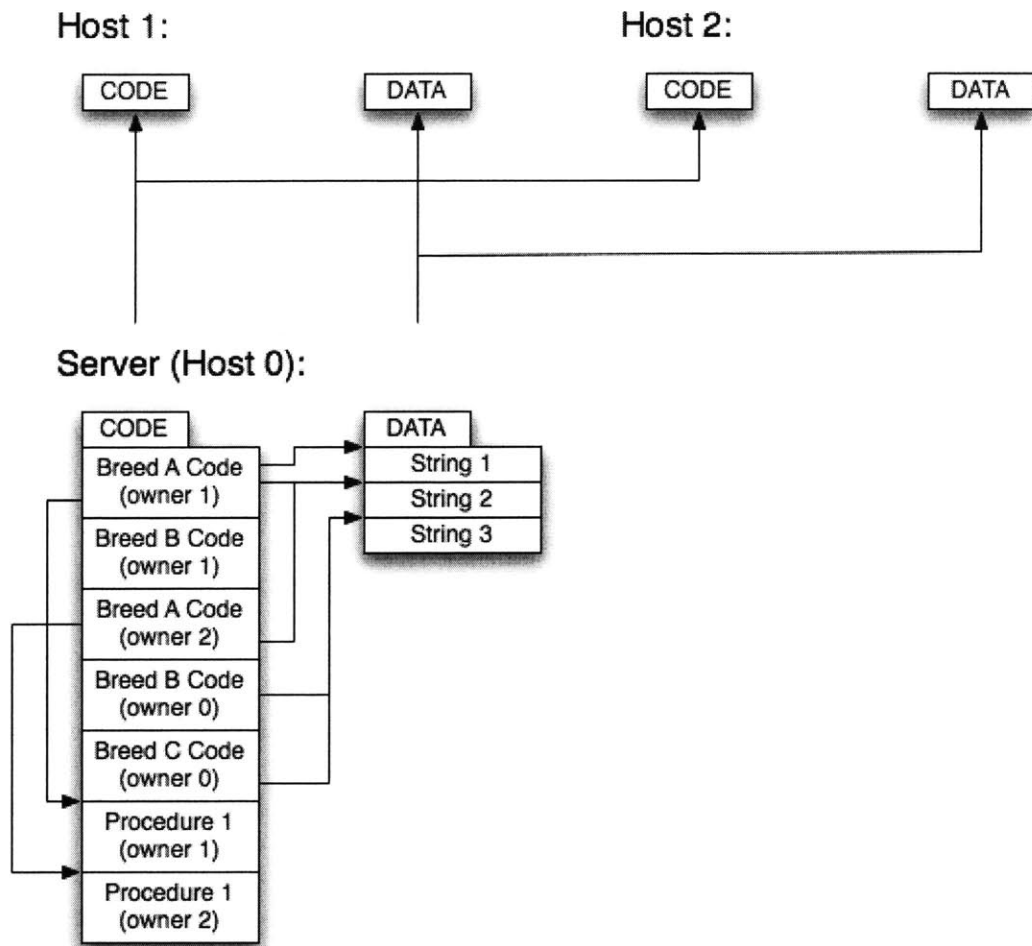 Host 1:
Host 2:
CODE
DATA
CODE
DATA
Server (Host 0):
CODE
DATA
Breed A Code
(owner 1)
Breed B Code
(owner 1)
Breed A Code
(owner 2)
Breed B Code
(owner 0)
Breed C Code
(owner 0)
Procedure 1
(owner 1)
Procedure 1
(owner 2)
String 1
String 2
String 3